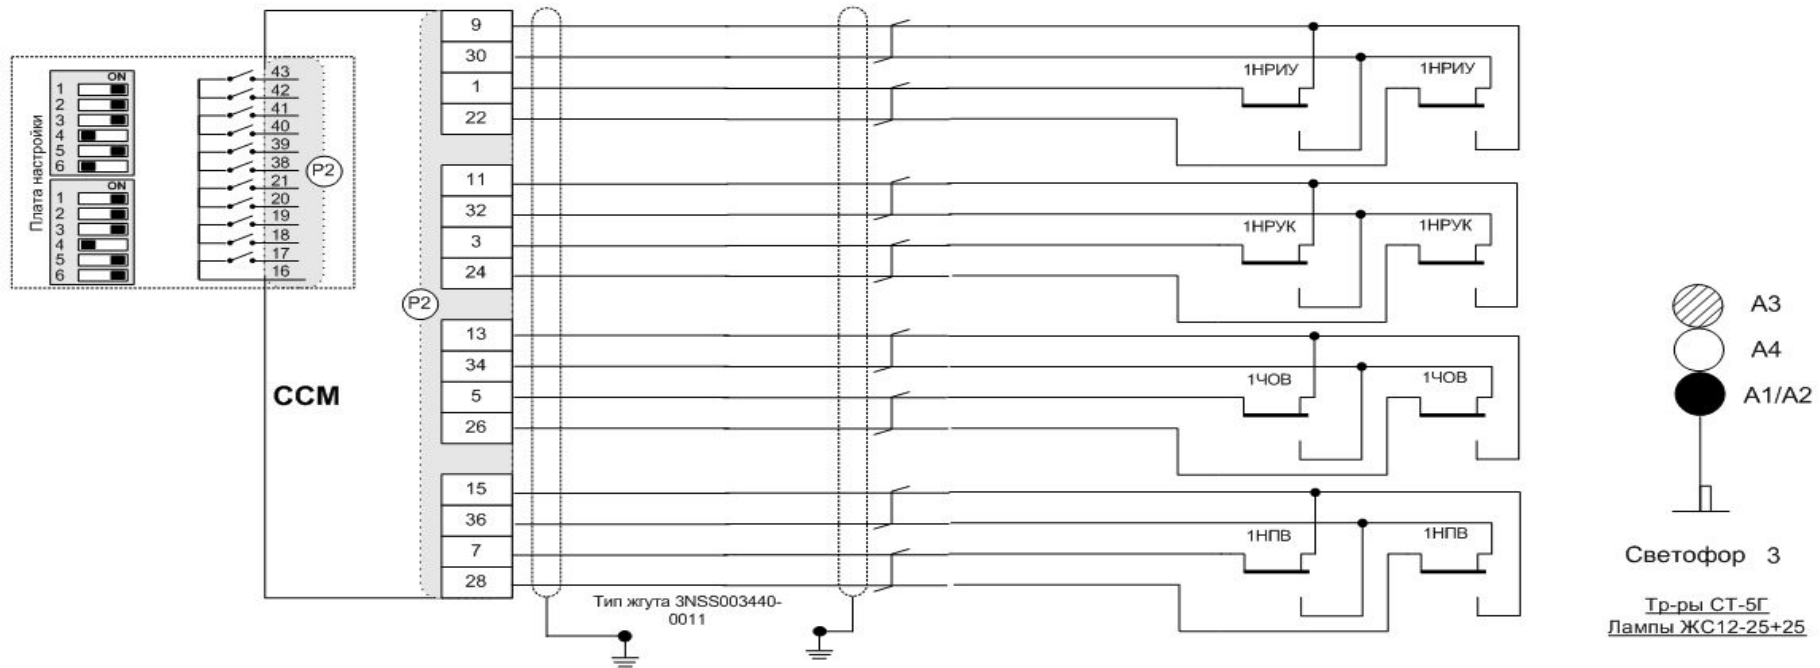 Плата настройки
ON
1
2
3
4
5
6
ON
1
2
3
4
5
6
43
42
41
40
39
38
21
20
19
18
17
16
P2
P2
CCM
9
30
1
22
11
32
3
24
13
34
5
26
15
36
7
28
Тип жгута 3NSS003440-
0011
1НРИУ 1НРИУ
1НРУК 1НРУК
1ЧОВ 1ЧОВ
1НПВ 1НПВ
А3
А4
А1/А2
Светофор 3
Тр-ры СТ-5Г
Лампы ЖС12-25+25